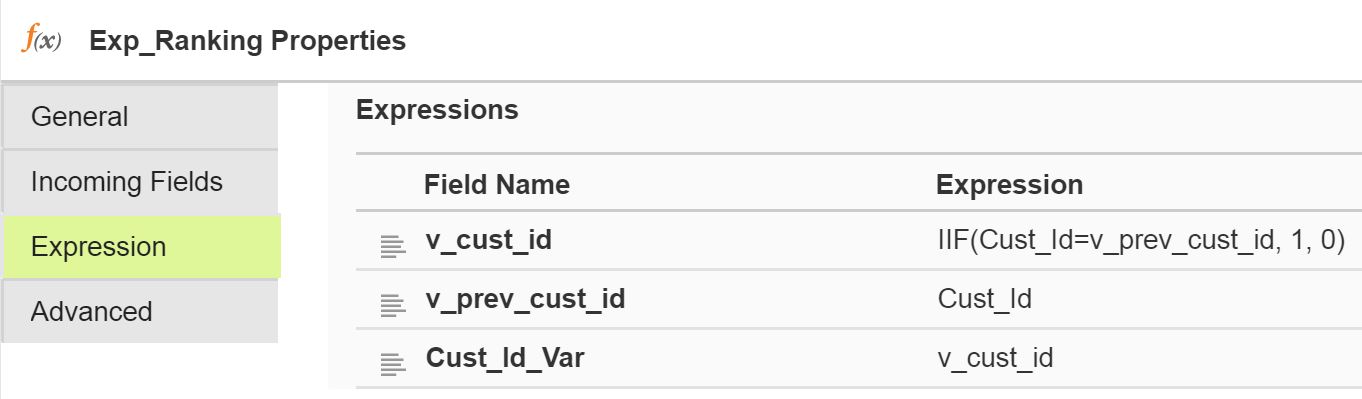 f(x) Exp_Ranking Properties
General
Incoming Fields
Expression
Advanced
Expressions
Field Name Expression
v_cust_id IIF(Cust_Id=v_prev_cust_id, 1, 0)
v_prev_cust_id Cust_Id
Cust_Id_Var v_cust_id